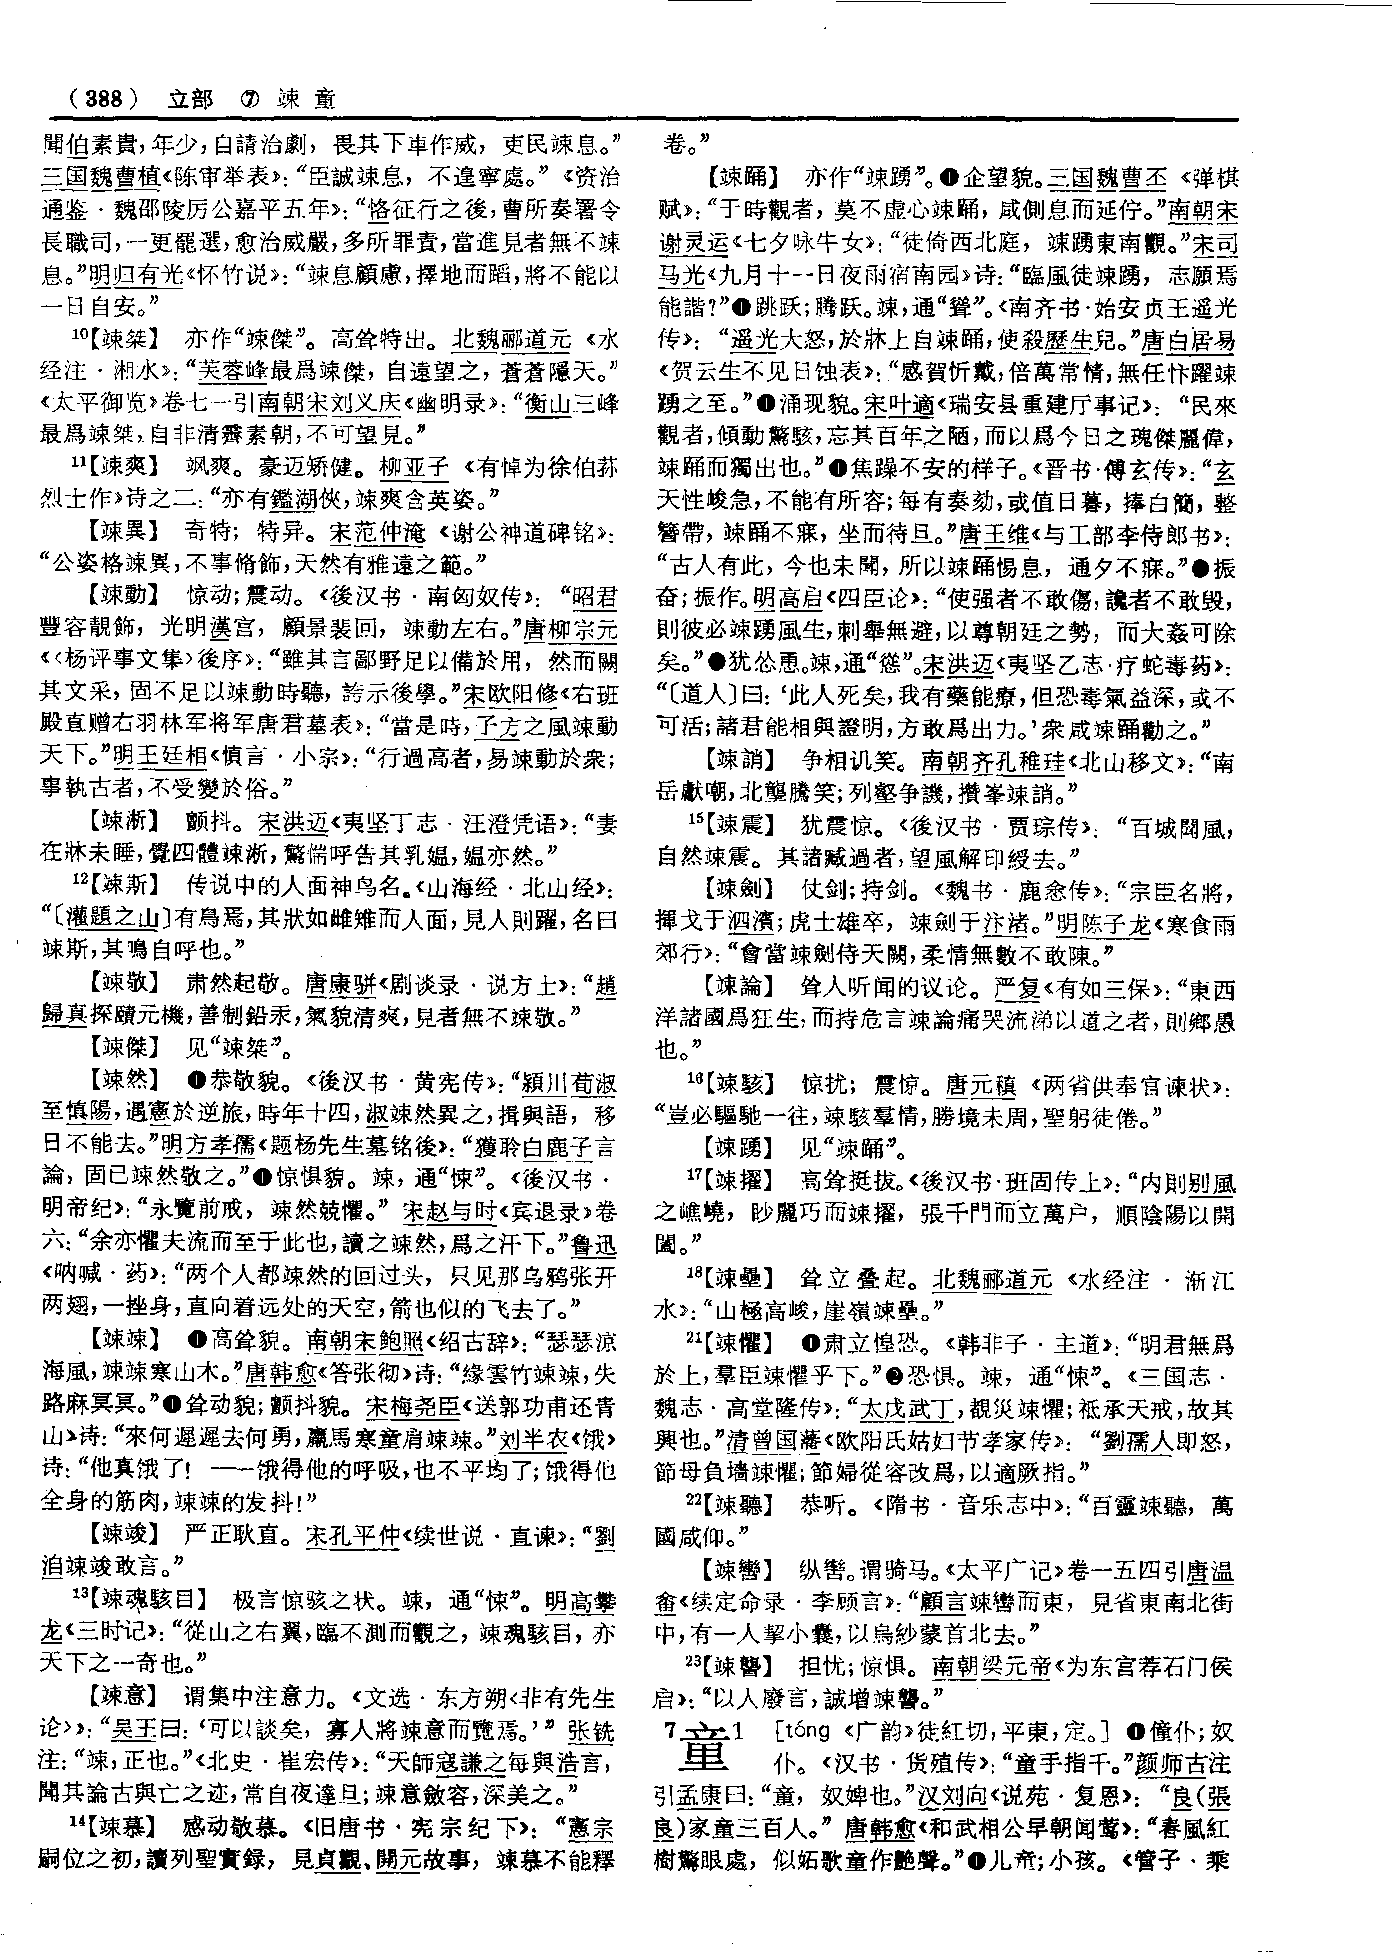 （388） 立部 ⑦ 竦 童
聞伯素貴，年少，自請治劇，畏其下車作威，吏民竦息。”
三国魏曹植《陈审举表》：“臣誠竦息，不遑寧處。”《资治
通鉴·魏邵陵厉公嘉平五年》：“恪征行之後，曹所奏署令
長職司，一更罷選，愈治威嚴，多所罪責，當進見者無不竦
息。”明归有光《怀竹说》：“竦息顧慮，擇地而蹈，將不能以
一日自安。”
10【竦桀】 亦作“竦傑”。高耸特出。北魏郦道元《水
经注·湘水》：“芙蓉峰最爲竦傑，自遠望之，蒼蒼隱天。”
《太平御览》卷七一引南朝宋刘义庆《幽明录》：“衡山三峰
最爲竦桀，自非清霽素朝，不可望見。”
11【竦爽】 飒爽。豪迈矫健。柳亚子《有悼为徐伯荪
烈士作》诗之二：“亦有鑑湖俠，竦爽含英姿。”
【竦異】 奇特；特异。宋范仲淹《谢公神道碑铭》：
“公姿格竦異，不事脩飾，天然有雅遠之範。”
【竦動】 惊动；震动。《後汉书·南匈奴传》：“昭君
豐容靚飾，光明漢宫，顧景裴回，竦動左右。”唐柳宗元
《〈杨评事文集〉後序》：“雖其言鄙野足以備於用，然而闕
其文采，固不足以竦動時聽，誇示後學。”宋欧阳修《右班
殿直赠右羽林军将军唐君墓表》：“當是時，子方之風竦動
天下。”明王廷相《慎言·小宗》：“行過高者，易竦動於衆；
事執古者，不受變於俗。”
【竦淅】 颤抖。宋洪迈《夷坚丁志·汪澄凭语》：“妻
在牀未睡，覺四體竦淅，驚惴呼告其乳媪，媪亦然。”
12【竦斯】 传说中的人面神鸟名。《山海经·北山经》：
“〔灌題之山〕有鳥焉，其狀如雌雉而人面，見人則躍，名曰
竦斯，其鳴自呼也。”
【竦敬】 肃然起敬。唐康骈《剧谈录·说方士》：“趙
歸真探賾元機，善制鉛汞，氣貌清爽，見者無不竦敬。”
【竦傑】 见“竦桀”。
【竦然】 ❶恭敬貌。《後汉书·黄宪传》：“潁川荀淑
至慎陽，遇憲於逆旅，時年十四，淑竦然異之，揖與語，移
日不能去。”明方孝孺《题杨先生墓铭後》：“獲聆白鹿子言
論，固已竦然敬之。”❶惊惧貌。竦，通“悚”。《後汉书·
明帝纪》：“永覽前戒，竦然兢懼。”宋赵与时《宾退录》卷
六：“余亦懼夫流而至于此也，讀之竦然，爲之汗下。”鲁迅
《呐喊·药》：“两个人都竦然的回过头，只见那乌鸦张开
两翅，一挫身，直向着远处的天空，箭也似的飞去了。”
【竦竦】 ❶高耸貌。南朝宋鲍照《绍古辞》：“瑟瑟涼
海風，竦竦寒山木。”唐韩愈《答张彻》诗：“緣雲竹竦竦，失
路麻冥冥。”❶耸动貌；颤抖貌。宋梅尧臣《送郭功甫还青
山》诗：“來何遲遲去何勇，羸馬寒童肩竦竦。”刘半农《饿》
诗：“他真饿了！——饿得他的呼吸，也不平均了；饿得他
全身的筋肉，竦竦的发抖！”
【竦竣】 严正耿直。宋孔平仲《续世说·直谏》：“劉
洎竦竣敢言。”
13【竦魂駭目】 极言惊骇之状。竦，通“悚”。明高攀
龙《三时记》：“從山之右翼，臨不測而觀之，竦魂駭目，亦
天下之一奇也。”
【竦意】 谓集中注意力。《文选·东方朔〈非有先生
论〉》：“吴王曰：‘可以談矣，寡人將竦意而覽焉。’”张铣
注：“竦，正也。”《北史·崔宏传》：“天師寇謙之每與浩言，
聞其論古與亡之迹，常自夜達旦；竦意斂容，深美之。”
14【竦慕】 感动敬慕。《旧唐书·宪宗纪下》：“憲宗
嗣位之初，讀列聖實録，見貞觀、開元故事，竦慕不能釋
卷。”
【竦踊】 亦作“竦踴”。❶企望貌。三国魏曹丕《弹棋
赋》：“于時觀者，莫不虚心竦踊，咸側息而延佇。”南朝宋
谢灵运《七夕咏牛女》：“徙倚西北庭，竦踴東南觀。”宋司
马光《九月十一日夜雨宿南园》诗：“臨風徒竦踴，志願焉
能諧？”❶跳跃；腾跃。竦，通“耸”。《南齐书·始安贞王遥光
传》：“遥光大怒，於牀上自竦踊，使殺歷生兒。”唐白居易
《贺云生不见日蚀表》：“感賀忻戴，倍萬常情，無任忭躍竦
踴之至。”❶涌现貌。宋叶適《瑞安县重建厅事记》：“民來
觀者，傾動驚駭，忘其百年之陋，而以爲今日之瑰傑麗偉，
竦踊而獨出也。”❶焦躁不安的样子。《晋书·傅玄传》：“玄
天性峻急，不能有所容；每有奏劾，或值日暮，捧白簡，整
簪帶，竦踊不寐，坐而待旦。”唐王维《与工部李侍郎书》：
“古人有此，今也未聞，所以竦踊惕息，通夕不寐。”●振
奋；振作。明高启《四臣论》：“使强者不敢傷，讒者不敢毁，
則彼必竦踴風生，刺舉無避，以尊朝廷之勢，而大姦可除
矣。”●犹怂恿。竦，通“慫”。宋洪迈《夷坚乙志·疗蛇毒药》：
“〔道人〕曰：‘此人死矣，我有藥能療，但恐毒氣益深，或不
可活；諸君能相與證明，方敢爲出力。’衆咸竦踊勸之。”
【竦誚】 争相讥笑。南朝齐孔稚珪《北山移文》：“南
岳獻嘲，北壟騰笑；列壑争譏，攢峯竦誚。”
15【竦震】 犹震惊。《後汉书·贾琮传》：“百城聞風，
自然竦震。其諸臧過者，望風解印綬去。”
【竦劍】 仗剑；持剑。《魏书·鹿悆传》：“宗臣名將，
揮戈于泗濱；虎士雄卒，竦劍于汴渚。”明陈子龙《寒食雨
郊行》：“會當竦劍侍天闕，柔情無數不敢陳。”
【竦論】 耸人听闻的议论。严复《有如三保》：“東西
洋諸國爲狂生，而持危言竦論痛哭流涕以道之者，則鄉愚
也。”
16【竦駭】 惊扰；震惊。唐元稹《两省供奉官谏状》：
“豈必驅馳一往，竦駭羣情，勝境未周，聖躬徒倦。”
【竦踴】 见“竦踊”。
17【竦擢】 高耸挺拔。《後汉书·班固传上》：“内則别風
之嶕嶢，眇麗巧而竦擢，張千門而立萬户，順陰陽以開
闔。”
18【竦壘】 耸立叠起。北魏郦道元《水经注·渐江
水》：“山極高峻，崖嶺竦壘。”
21【竦懼】 ❶肃立惶恐。《韩非子·主道》：“明君無爲
於上，羣臣竦懼乎下。”❷恐惧。竦，通“悚”。《三国志·
魏志·高堂隆传》：“太戊武丁，覩災竦懼；祗承天戒，故其
興也。”清曾国藩《欧阳氏姑妇节孝家传》：“劉孺人即怒，
節母負墻竦懼；節婦從容改爲，以適厥指。”
22【竦聽】 恭听。《隋书·音乐志中》：“百靈竦聽，萬
國咸仰。”
【竦轡】 纵辔。谓骑马。《太平广记》卷一五四引唐温
畲《续定命录·李顾言》：“顧言竦轡而東，見省東南北街
中，有一人挈小囊，以烏紗蒙首北去。”
23【竦讋】 担忧；惊惧。南朝梁元帝《为东宫荐石门侯
启》：“以人廢言，誠增竦讋。”
7童1 ［tóng《广韵》徒紅切，平東，定。］❶僮仆；奴
仆。《汉书·货殖传》：“童手指千。”颜师古注
引孟康曰：“童，奴婢也。”汉刘向《说苑·复恩》：“良（張
良）家童三百人。”唐韩愈《和武相公早朝闻莺》：“春風紅
樹驚眼處，似妬歌童作艷聲。”❶儿童；小孩。《管子·乘